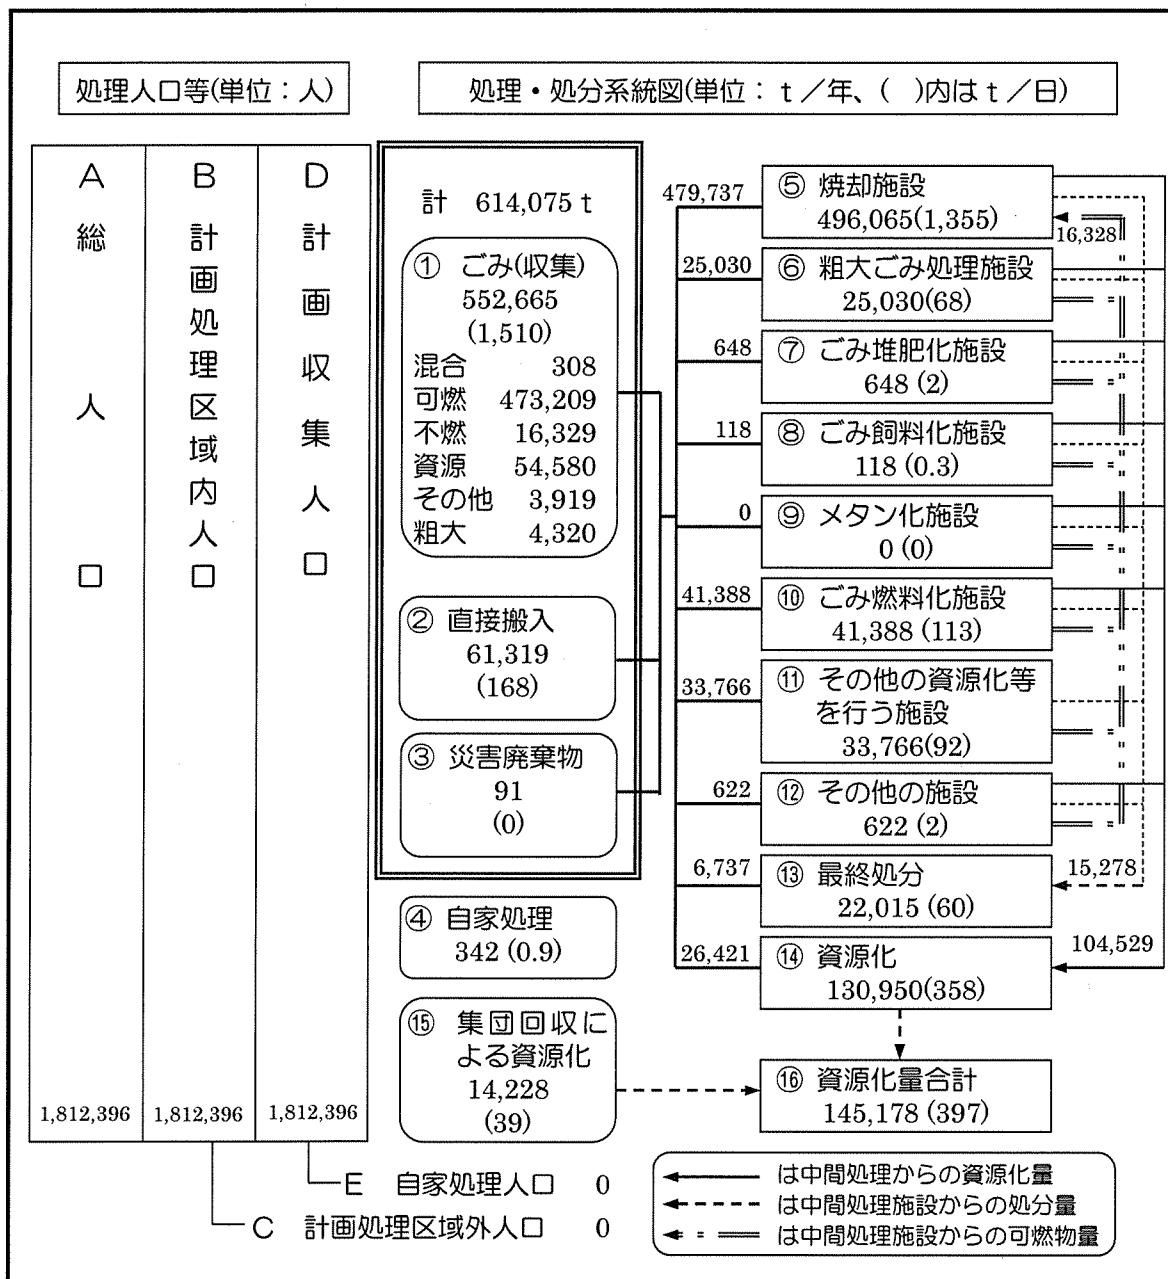 処理人口等(単位：人)
処理・処分系統図(単位：ｔ／年、( )内はｔ／日)
A 総人口
1,812,396
B 計画処理区域内人口
1,812,396
D 計画収集人口
1,812,396
E 自家処理人口 0
C 計画処理区域外人口 0
計 614,075 t
① ごみ(収集)
552,665
(1,510)
混合 308
可燃 473,209
不燃 16,329
資源 54,580
その他 3,919
粗大 4,320
② 直接搬入
61,319
(168)
③ 災害廃棄物
91
(0)
④ 自家処理
342 (0.9)
⑮ 集団回収に
よる資源化
14,228
(39)
479,737
⑤ 焼却施設
496,065(1,355)
16,328
25,030
⑥ 粗大ごみ処理施設
25,030(68)
648
⑦ ごみ堆肥化施設
648 (2)
118
⑧ ごみ飼料化施設
118 (0.3)
0
⑨ メタン化施設
0 (0)
41,388
⑩ ごみ燃料化施設
41,388 (113)
33,766
⑪ その他の資源化等
を行う施設
33,766(92)
622
⑫ その他の施設
622 (2)
6,737
⑬ 最終処分
22,015 (60)
15,278
26,421
⑭ 資源化
130,950(358)
104,529
⑯ 資源化量合計
145,178 (397)
は中間処理からの資源化量
は中間処理施設からの処分量
は中間処理施設からの可燃物量